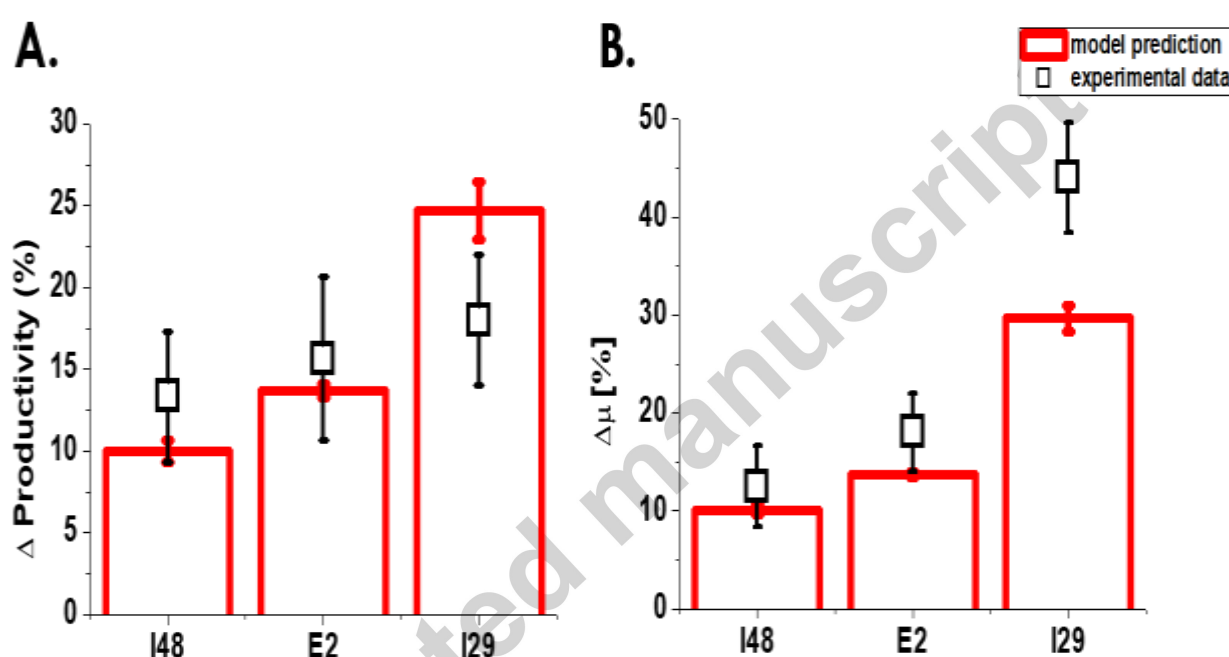 A.
Δ Productivity (%)
30
25
20
15
10
5
0
I48 E2 I29
B.
model prediction
experimental data
Δμ [%]
50
40
30
20
10
0
I48 E2 I29
ted manuscript